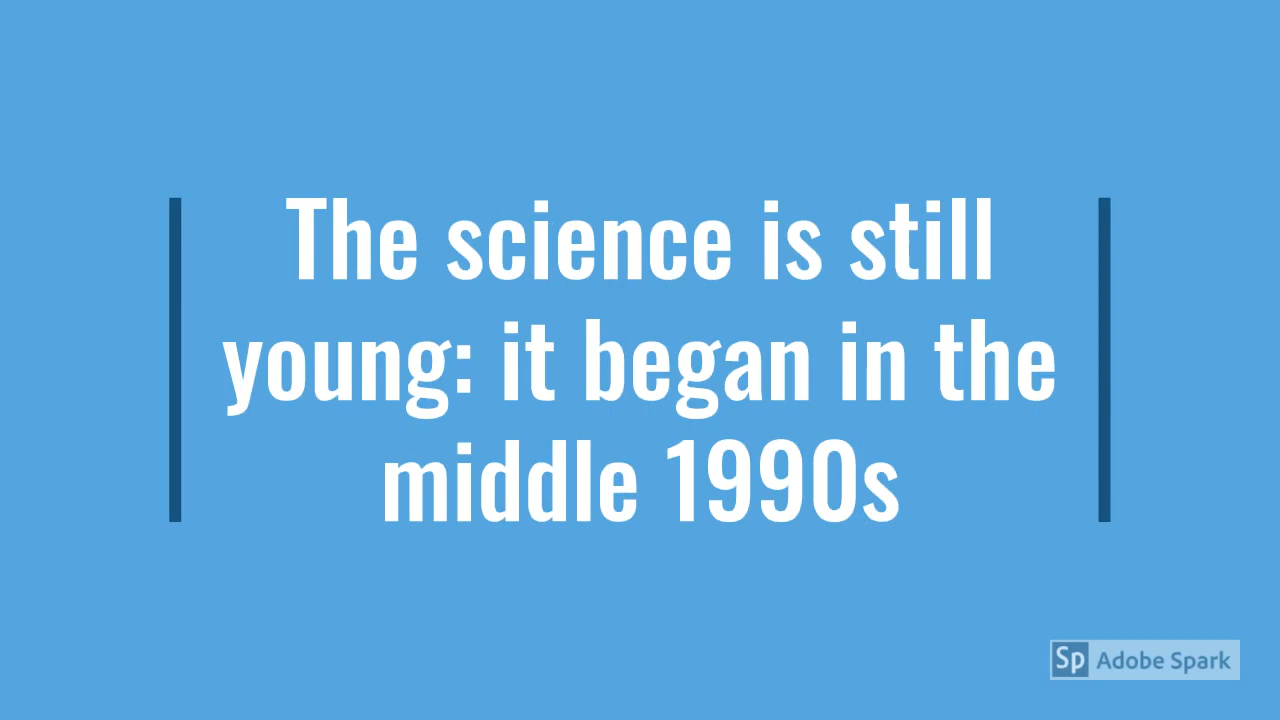 The science is still
young: it began in the
middle 1990s
Sp Adobe Spark